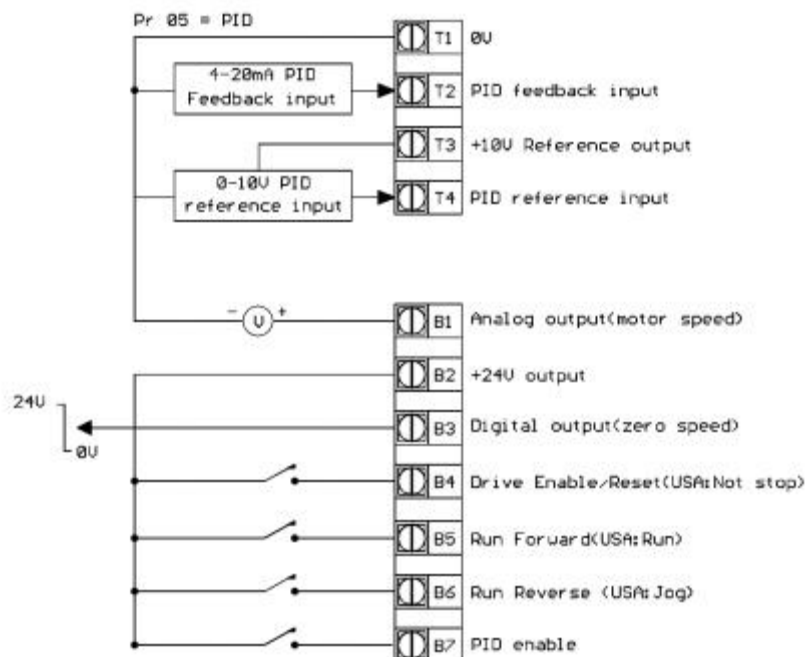 Pr 05 = PID
T1 0V
4-20mA PID
Feedback input
T2 PID feedback input
T3 +10V Reference output
0-10V PID
reference input
T4 PID reference input
- V +
B1 Analog output(motor speed)
B2 +24V output
24V
0V
B3 Digital output(zero speed)
B4 Drive Enable/Reset(USA:Not stop)
B5 Run Forward(USA:Run)
B6 Run Reverse (USA:Jog)
B7 PID enable